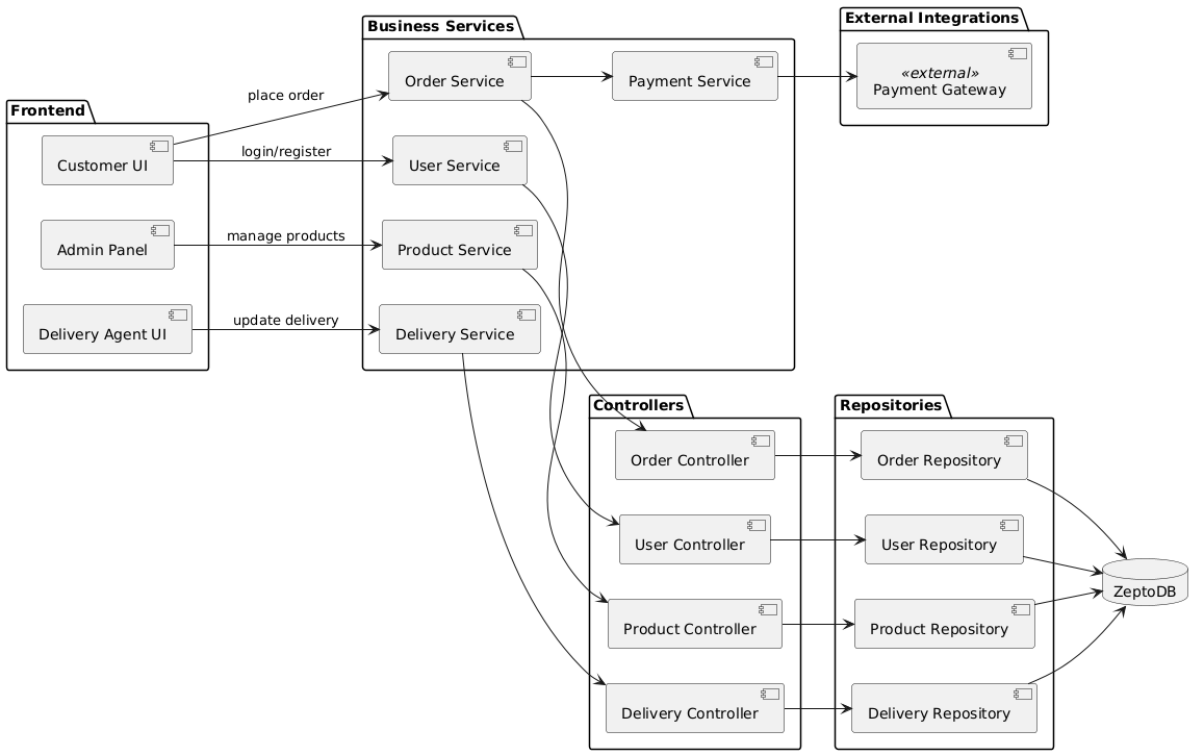 Frontend
Customer UI
Admin Panel
Delivery Agent UI
place order
login/register
manage products
update delivery
Business Services
Order Service
Payment Service
User Service
Product Service
Delivery Service
External Integrations
«external»
Payment Gateway
Controllers
Order Controller
User Controller
Product Controller
Delivery Controller
Repositories
Order Repository
User Repository
Product Repository
Delivery Repository
ZeptoDB